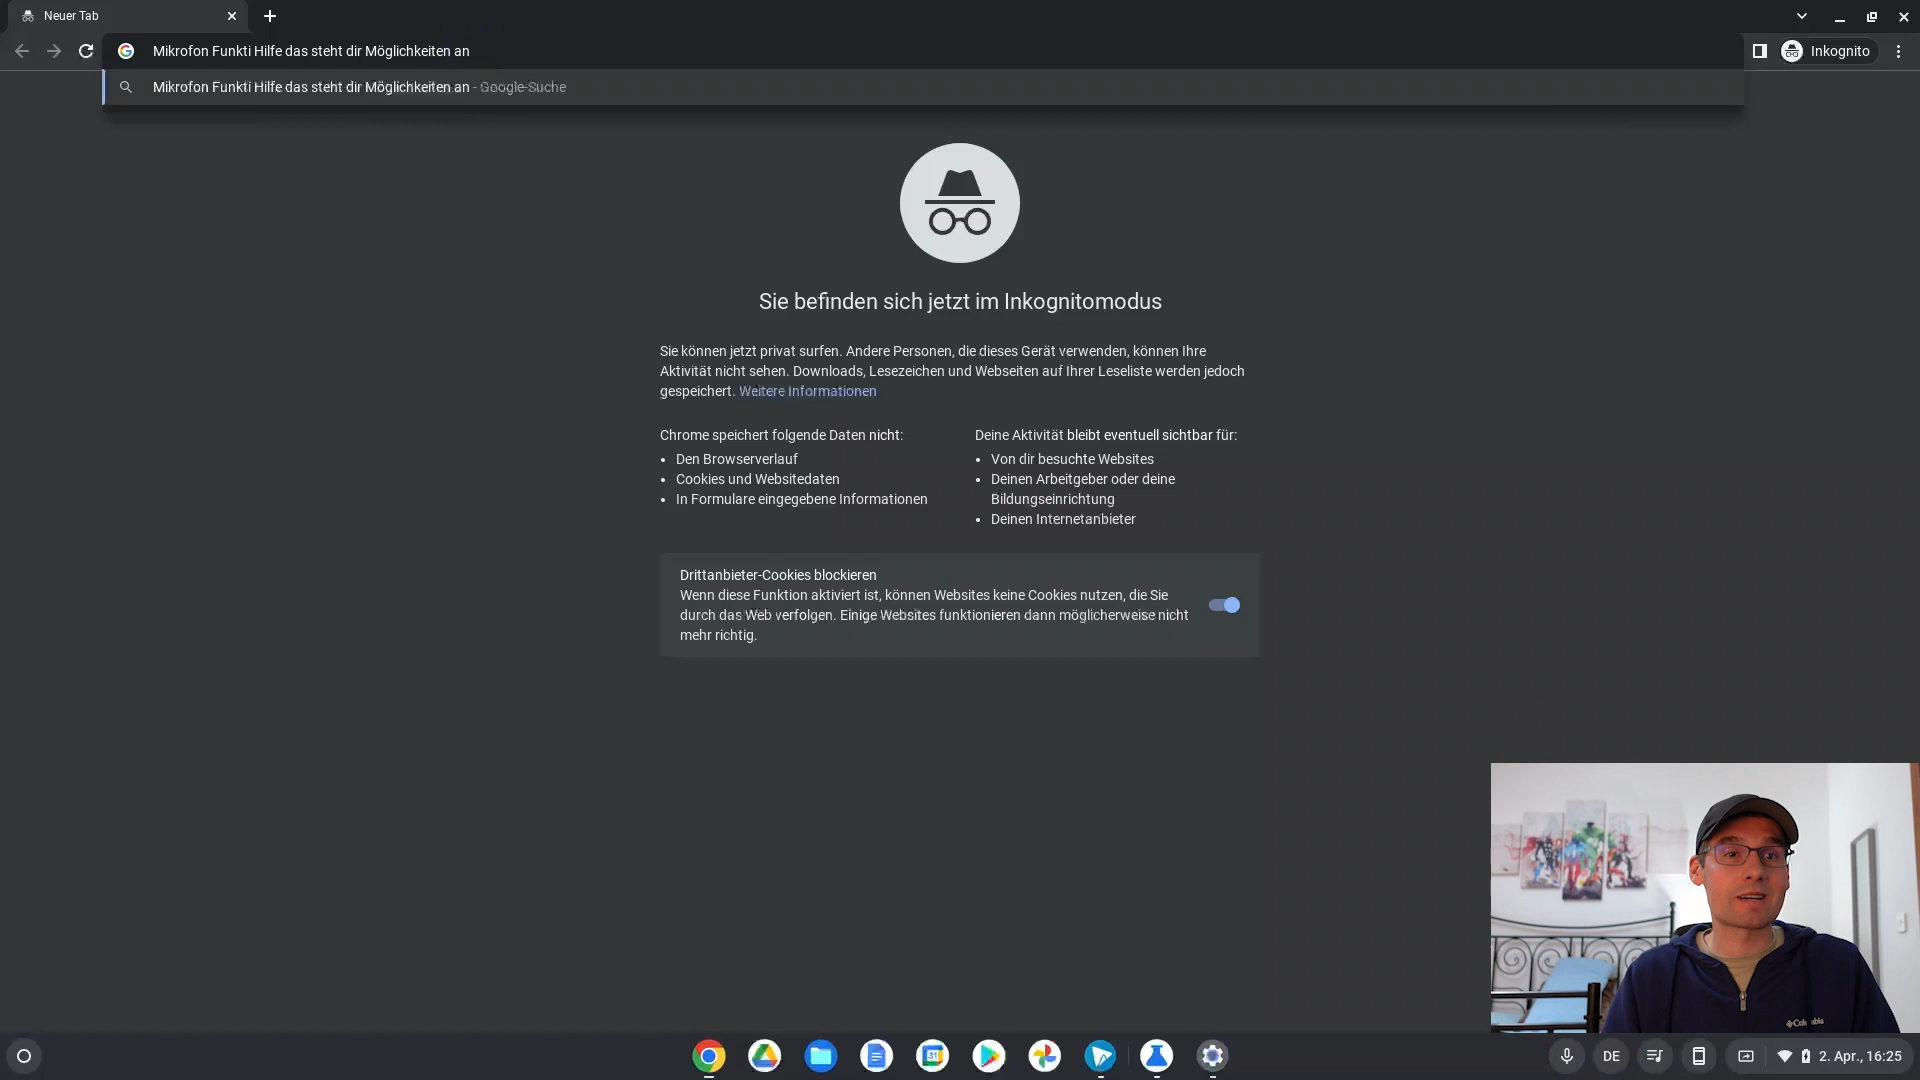 Neuer Tab
Mikrofon Funkti Hilfe das steht dir Möglichkeiten an
Inkognito
Mikrofon Funkti Hilfe das steht dir Möglichkeiten an - Google-Suche
Sie befinden sich jetzt im Inkognitomodus
Sie können jetzt privat surfen. Andere Personen, die dieses Gerät verwenden, können Ihre
Aktivität nicht sehen. Downloads, Lesezeichen und Webseiten auf Ihrer Leseliste werden jedoch
gespeichert. Weitere Informationen
Chrome speichert folgende Daten nicht:
• Den Browserverlauf
• Cookies und Websitedaten
• In Formulare eingegebene Informationen
Deine Aktivität bleibt eventuell sichtbar für:
• Von dir besuchte Websites
• Deinen Arbeitgeber oder deine
Bildungseinrichtung
• Deinen Internetanbieter
Drittanbieter-Cookies blockieren
Wenn diese Funktion aktiviert ist, können Websites keine Cookies nutzen, die Sie
durch das Web verfolgen. Einige Websites funktionieren dann möglicherweise nicht
mehr richtig.
Columbia
31
DE
2. Apr., 16:25